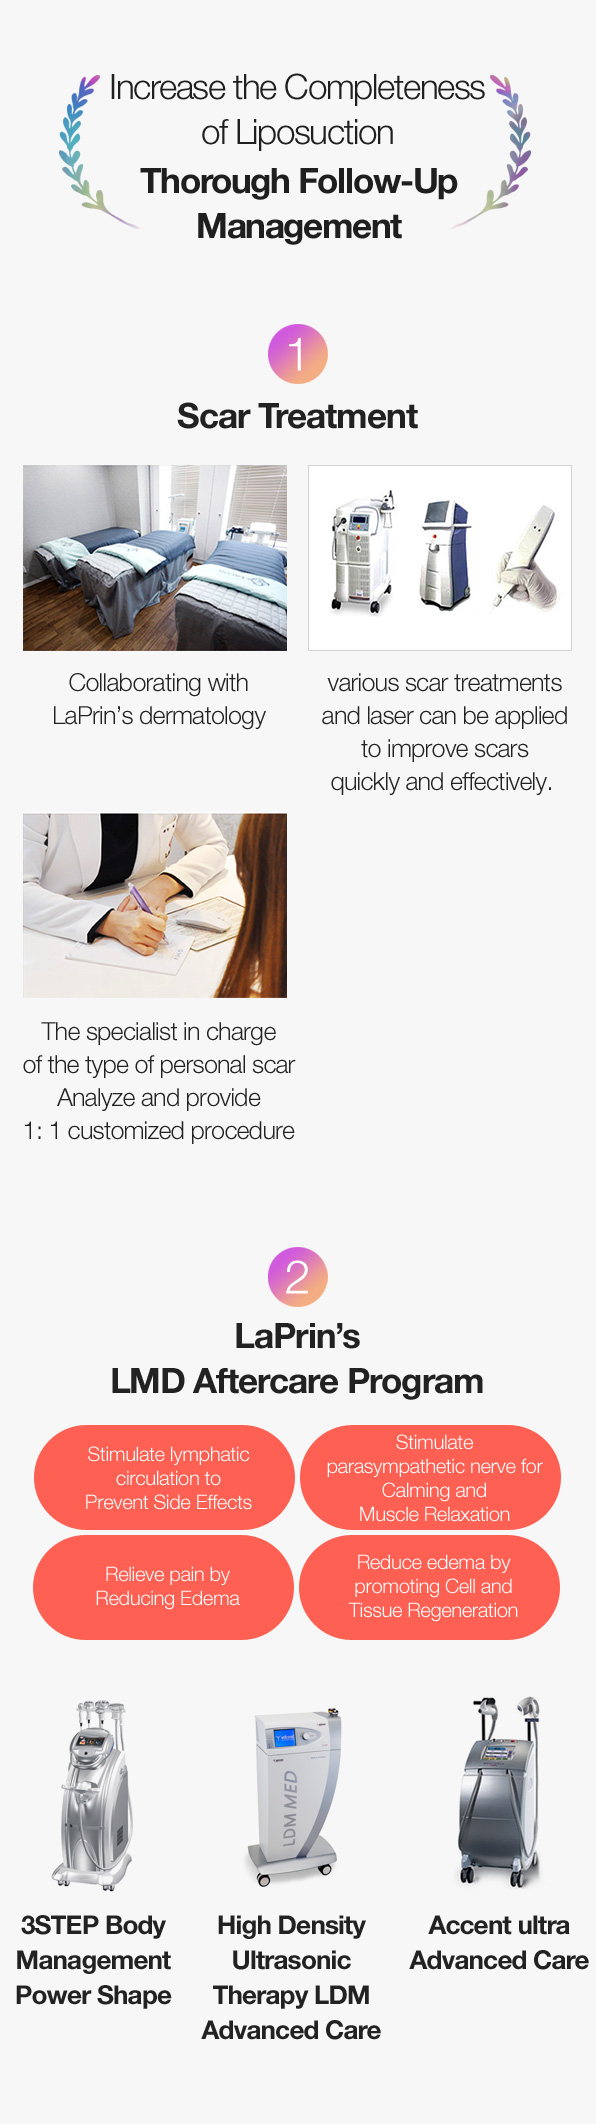 Increase the Completeness
of Liposuction
Thorough Follow-Up
Management
1
Scar Treatment
Collaborating with
LaPrin's dermatology
various scar treatments
and laser can be applied
to improve scars
quickly and effectively.
The specialist in charge
of the type of personal scar
Analyze and provide
1: 1 customized procedure
2
LaPrin's
LMD Aftercare Program
Stimulate lymphatic
circulation to
Prevent Side Effects
Stimulate
parasympathetic nerve for
Calming and
Muscle Relaxation
Relieve pain by
Reducing Edema
Reduce edema by
promoting Cell and
Tissue Regeneration
LDM MED
3STEP Body
Management
Power Shape
High Density
Ultrasonic
Therapy LDM
Advanced Care
Accent ultra
Advanced Care